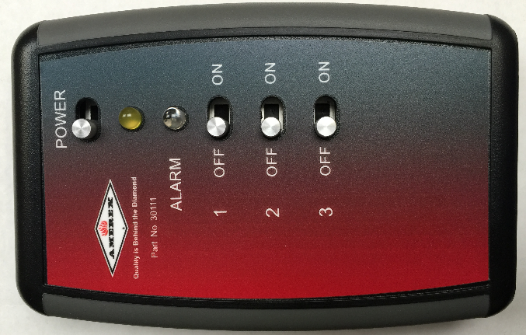 POWER
ALARM
ON
ON
ON
OFF
OFF
OFF
1
2
3
AMEREX
Quality is Behind the Diamond
Part No. 30111